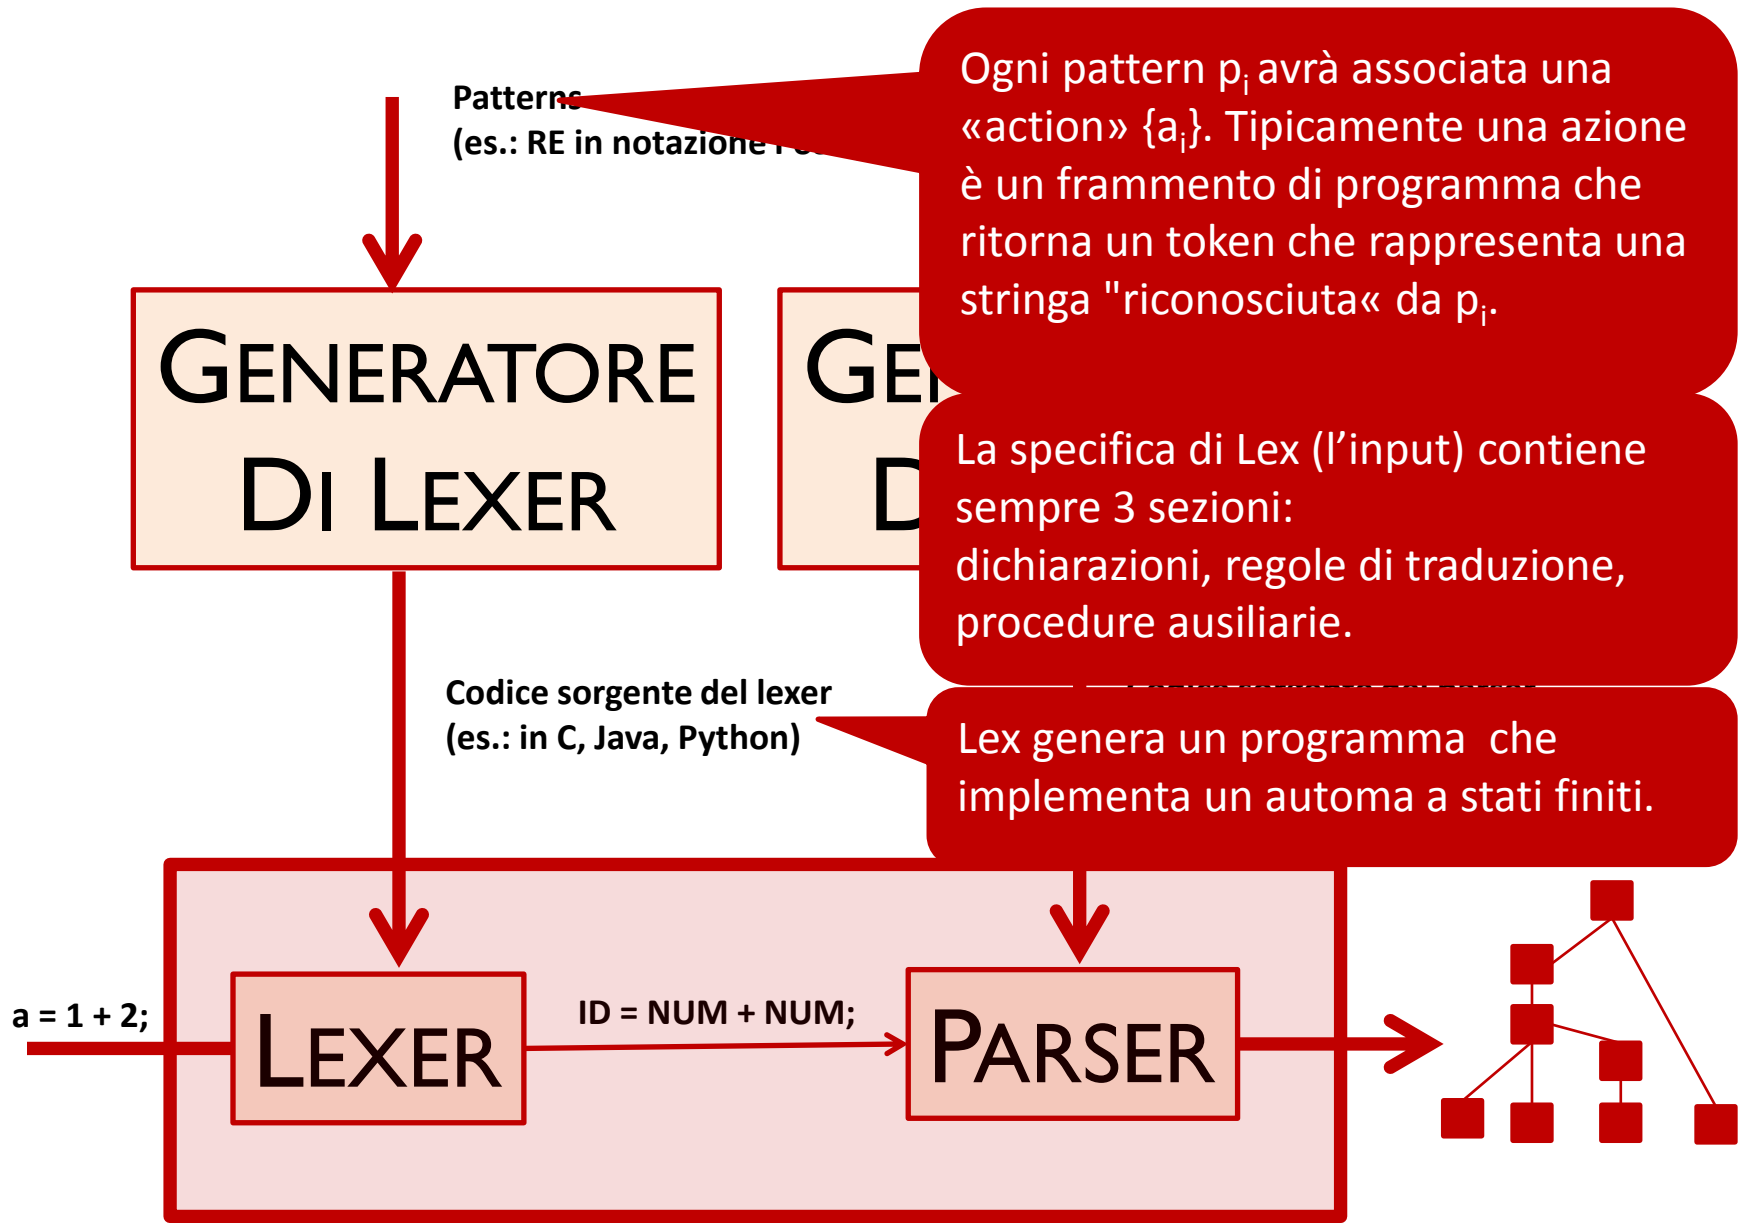 Patterns
(es.: RE in notazione
Ogni pattern pᵢ avrà associata una
«action» {aᵢ}. Tipicamente una azione
è un frammento di programma che
ritorna un token che rappresenta una
stringa "riconosciuta« da pᵢ.
GENERATORE
DI LEXER
La specifica di Lex (l’input) contiene
sempre 3 sezioni:
dichiarazioni, regole di traduzione,
procedure ausiliarie.
Codice sorgente del lexer
(es.: in C, Java, Python)
Lex genera un programma  che
implementa un automa a stati finiti.
a = 1 + 2;
LEXER
ID = NUM + NUM;
PARSER